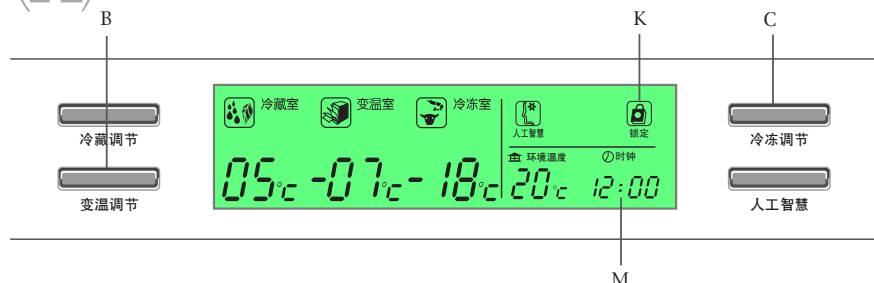 B K C
冷藏室 变温室 冷冻室
人工智慧 锁定
冷藏调节 冷冻调节
环境温度 时钟
05℃ -07℃ -18℃ 20℃ 12:00
变温调节 人工智慧
M